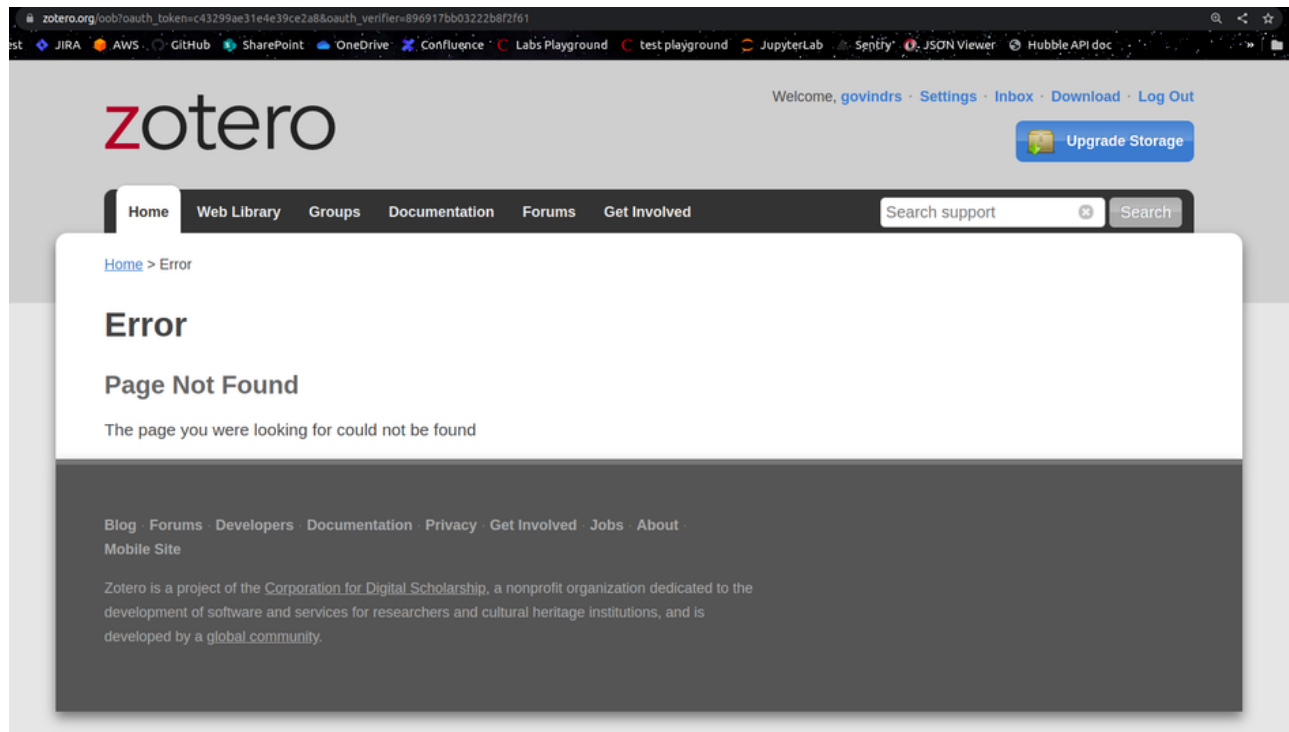 zotero.org/oob?oauth_token=c43299ae31e4e39ce2a8&oauth_verifier=896917bb03222b8f2f61
est JIRA AWS GitHub SharePoint OneDrive Confluence Labs Playground test playground JupyterLab Sentry JSON Viewer Hubble API doc »
zotero
Welcome, govindrs · Settings · Inbox · Download · Log Out
Upgrade Storage
Home Web Library Groups Documentation Forums Get Involved Search support Search
Home > Error
Error
Page Not Found
The page you were looking for could not be found
Blog · Forums · Developers · Documentation · Privacy · Get Involved · Jobs · About ·
Mobile Site
Zotero is a project of the Corporation for Digital Scholarship, a nonprofit organization dedicated to the
development of software and services for researchers and cultural heritage institutions, and is
developed by a global community.